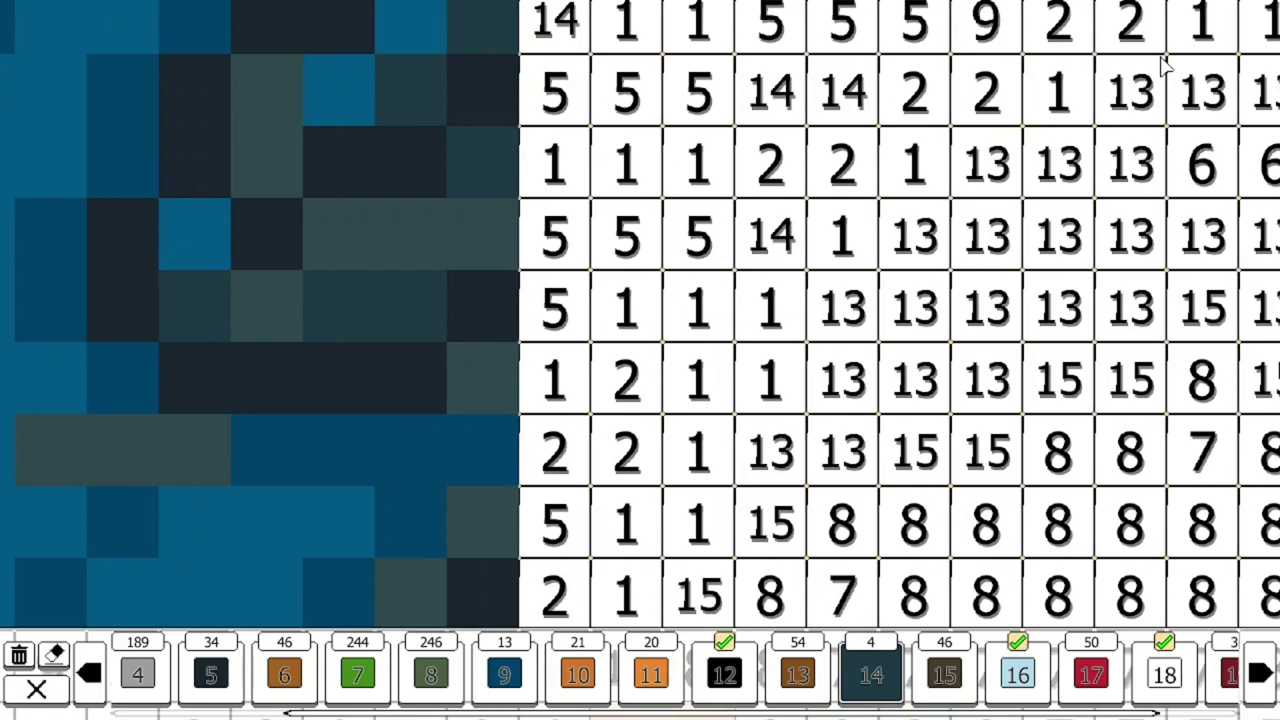 14 1 1 5 5 5 9 2 2 1
5 5 5 14 14 2 2 1 13 13
1 1 1 2 2 1 13 13 13 6
5 5 5 14 1 13 13 13 13 13
5 1 1 1 13 13 13 13 13 15
1 2 1 1 13 13 13 15 15 8
2 2 1 13 13 15 15 8 8 7
5 1 1 15 8 8 8 8 8 8
2 1 15 8 7 8 8 8 8 8
189 34 46 244 246 13 21 20 54 4 46 50
4 5 6 7 8 9 10 11 12 13 14 15 16 17 18